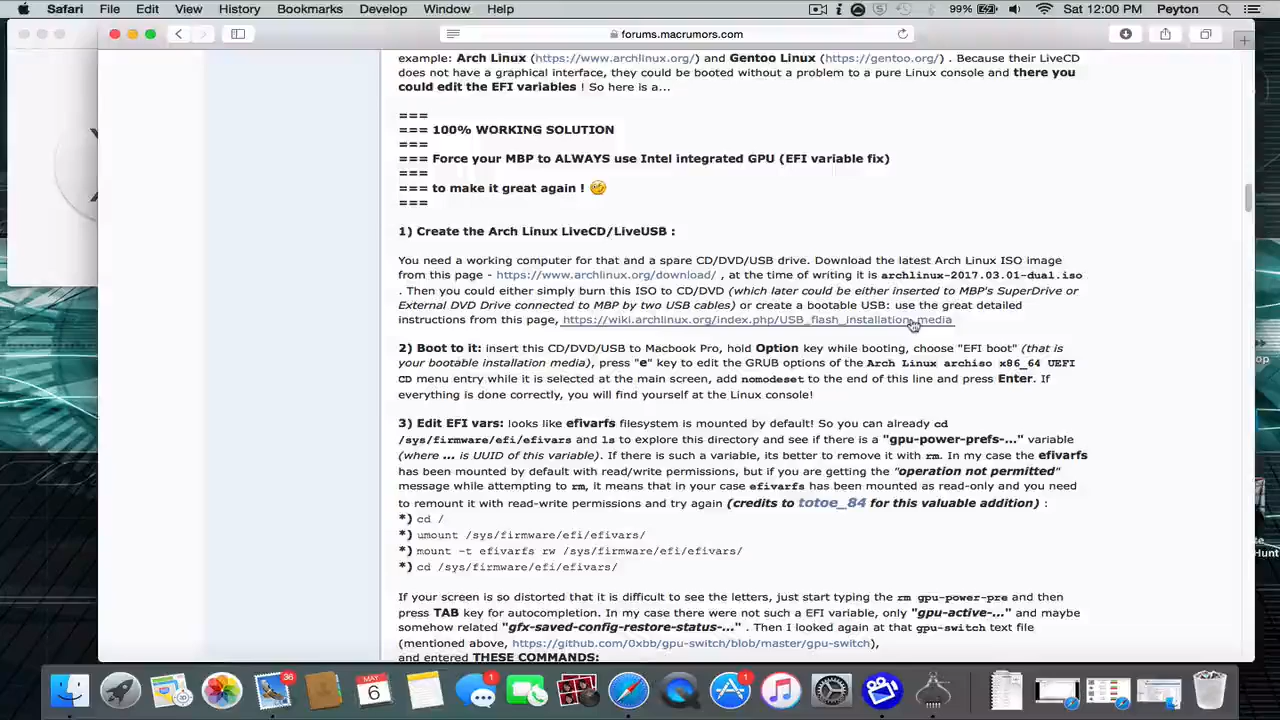 Safari File Edit View History Bookmarks Develop Window Help 99% Sat 12:00 PM Peyton
forums.macrumors.com
example: Arch Linux (https://www.archlinux.org/) and Gentoo Linux (https://gentoo.org/) . Because their LiveCD
does not have a graphical interface, they could be booted without a problem to a pure Linux console and there you
could edit the EFI variables ! So here is a...
===
=== 100% WORKING SOLUTION
===
=== Force your MBP to ALWAYS use Intel integrated GPU (EFI variable fix)
===
=== to make it great again !
===
1) Create the Arch Linux LiveCD/LiveUSB :
You need a working computer for that and a spare CD/DVD/USB drive. Download the latest Arch Linux ISO image
from this page - https://www.archlinux.org/download/ , at the time of writing it is archlinux-2017.03.01-dual.iso
. Then you could either simply burn this ISO to CD/DVD (which later could be either inserted to MBP's SuperDrive or
External DVD Drive connected to MBP by two USB cables) or create a bootable USB: use the great detailed
instructions from this page, https://wiki.archlinux.org/index.php/USB_flash_installation_media
2) Boot to it: insert this CD/DVD/USB to Macbook Pro, hold Option key while booting, choose "EFI boot" (that is
your bootable installation media), press "e" key to edit the GRUB options of the Arch Linux archiso x86_64 UEFI
CD menu entry while it is selected at the main screen, add nomodeset to the end of this line and press Enter. If
everything is done correctly, you will find yourself at the Linux console!
3) Edit EFI vars: looks like efivarfs filesystem is mounted by default! So you can already cd
/sys/firmware/efi/efivars and ls to explore this directory and see if there is a "gpu-power-prefs-..." variable
(where ... is UUID of this variable). If there is such a variable, its better to remove it with rm. In my case the efivarfs
has been mounted by default with read/write permissions, but if you are getting the "operation not permitted"
message while attempting to rm, it means that in your case efivarfs has been mounted as read-only and you need
to remount it with read-write permissions and try again (credits to totoe_84 for this valuable addition) :
*) cd /
*) umount /sys/firmware/efi/efivars/
*) mount -t efivarfs rw /sys/firmware/efi/efivars/
*) cd /sys/firmware/efi/efivars/
If your screen is so distorted that it is difficult to see the letters, just start typing the rm gpu-power-pre and then
press TAB key for autocompletion. In my case there were not such a EFI variable, only "gpu-active-..." and maybe
somehow related "gfx-saved-config-restore-status-..." . Then I looked again at that gpu-switch text file
(mentioned above, https://github.com/0xbb/gpu-switch/blob/master/gpu-switch),
and entered THESE COMMANDS:
36
MAY
6
1
Hunt